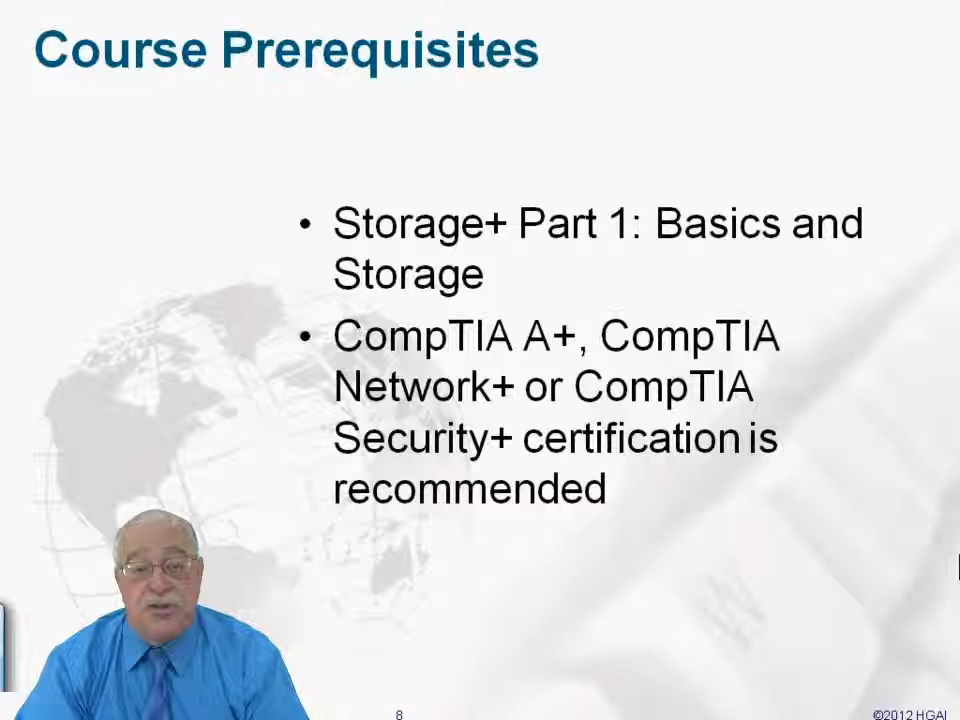 Course Prerequisites
• Storage+ Part 1: Basics and
Storage
• CompTIA A+, CompTIA
Network+ or CompTIA
Security+ certification is
recommended
8
©2012 HGAI